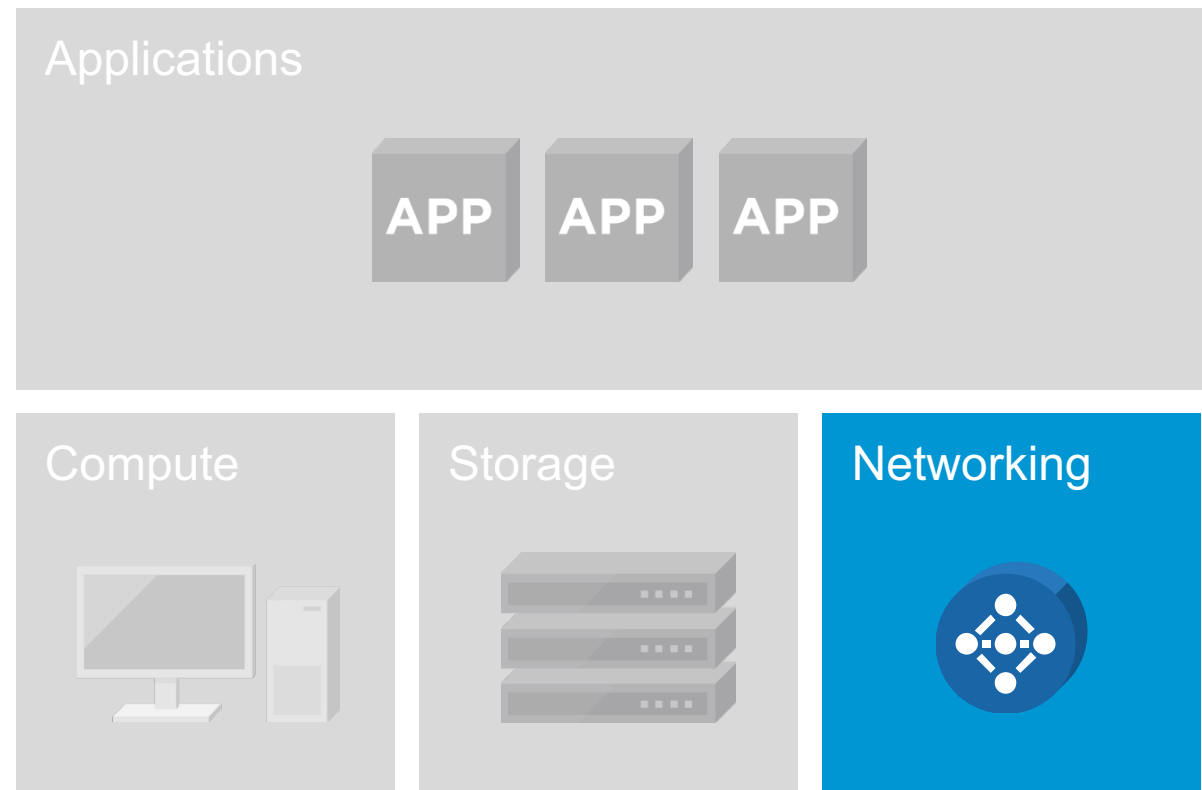 Applications
APP APP APP
Compute
Storage
Networking